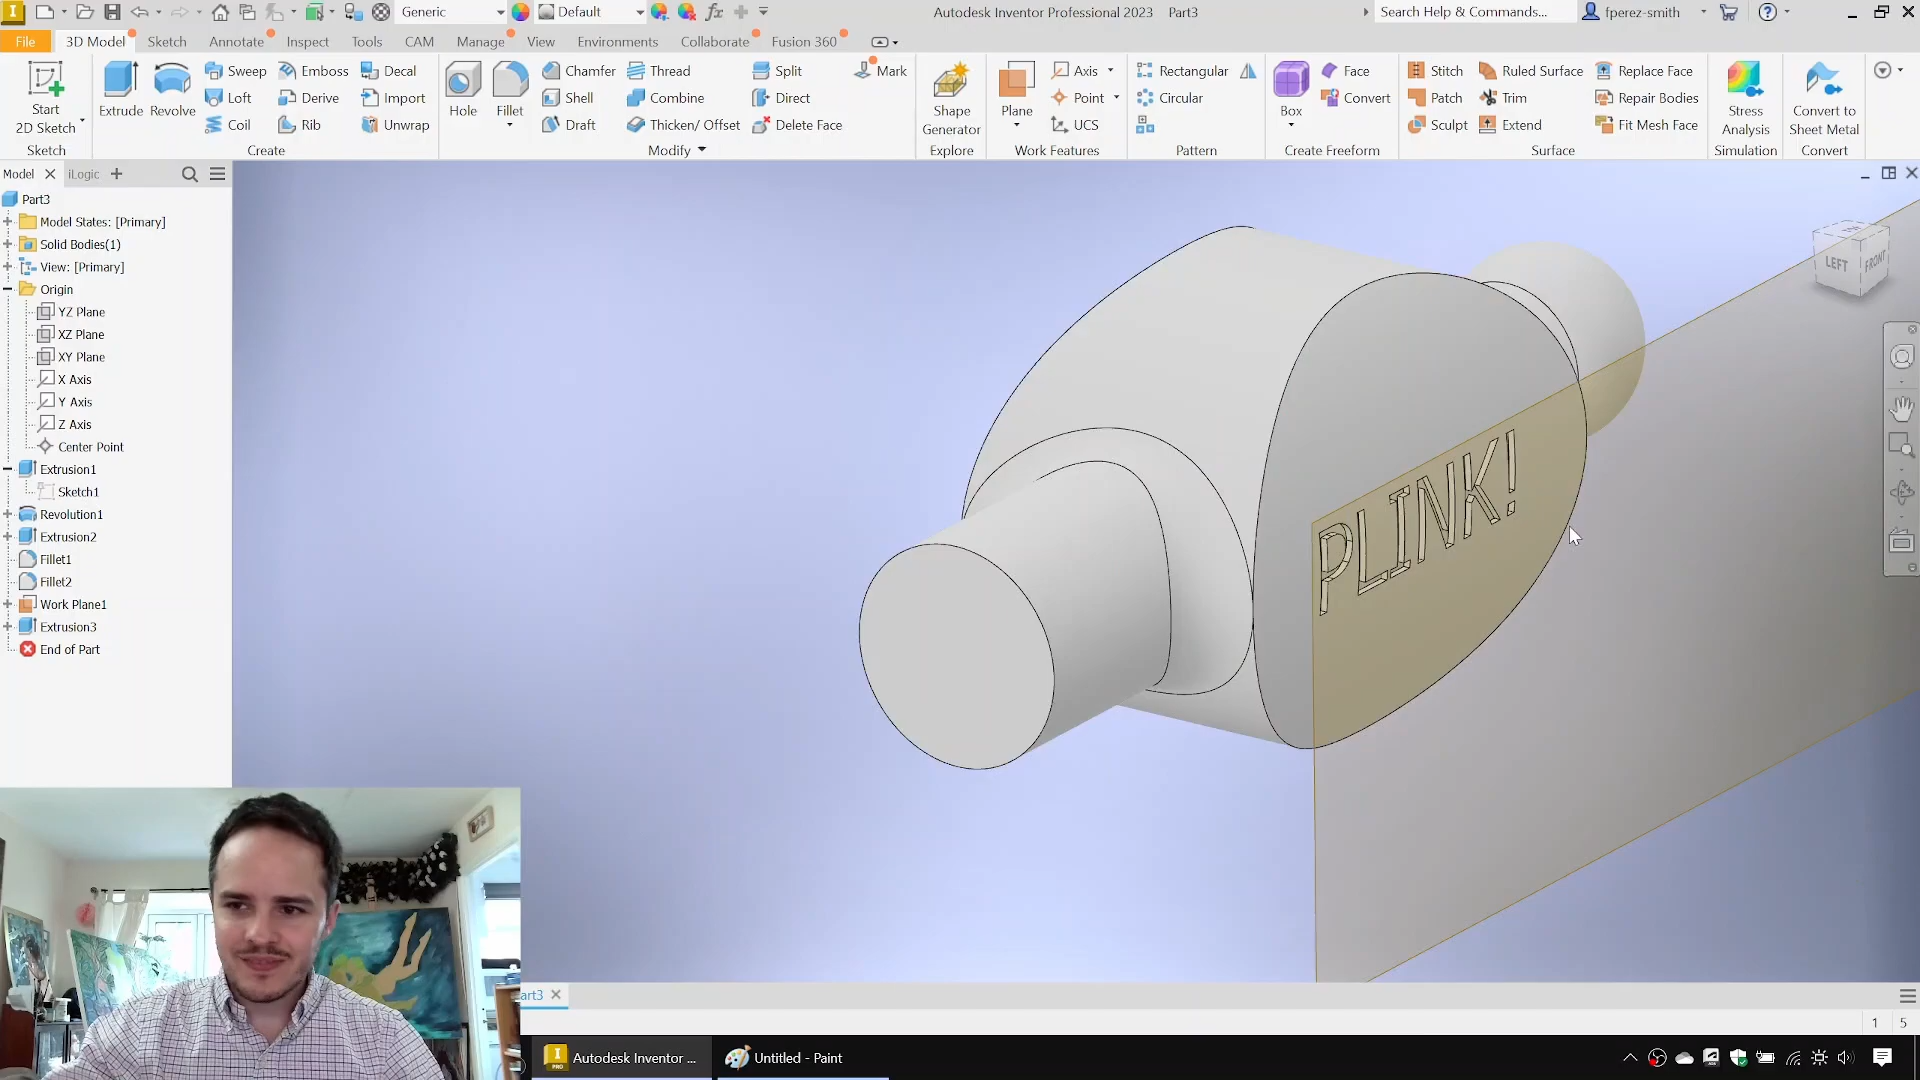 Generic
Default
Autodesk Inventor Professional 2023 Part3
Search Help & Commands...
fperez-smith
File 3D Model Sketch Annotate Inspect Tools CAM Manage View Environments Collaborate Fusion 360
Start
2D Sketch
Sketch
Extrude
Revolve
Sweep
Loft
Coil
Emboss
Derive
Rib
Decal
Import
Unwrap
Create
Hole
Fillet
Chamfer
Shell
Draft
Thread
Combine
Thicken/ Offset
Split
Direct
Delete Face
Modify
Mark
Shape
Generator
Explore
Plane
Axis
Point
UCS
Work Features
Rectangular
Circular
Pattern
Box
Face
Convert
Create Freeform
Stitch
Patch
Sculpt
Ruled Surface
Trim
Extend
Replace Face
Repair Bodies
Fit Mesh Face
Surface
Stress
Analysis
Simulation
Convert to
Sheet Metal
Convert
Model iLogic
Part3
Model States: [Primary]
Solid Bodies(1)
View: [Primary]
Origin
YZ Plane
XZ Plane
XY Plane
X Axis
Y Axis
Z Axis
Center Point
Extrusion1
Sketch1
Revolution1
Extrusion2
Fillet1
Fillet2
Work Plane1
Extrusion3
End of Part
PLINK!
LEFT FRONT
art3
1 5
Autodesk Inventor ...
Untitled - Paint